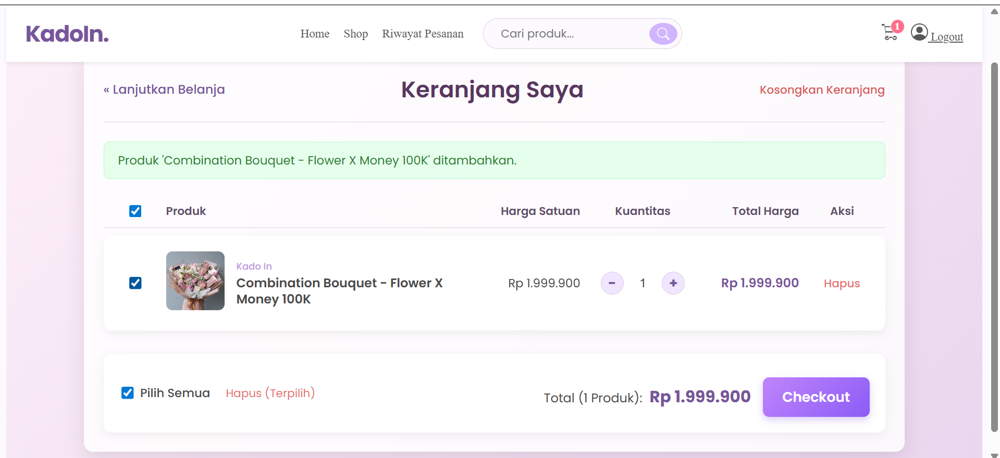 KadoIn.
Home Shop Riwayat Pesanan
Cari produk...
1
Logout
« Lanjutkan Belanja
Keranjang Saya
Kosongkan Keranjang
Produk 'Combination Bouquet - Flower X Money 100K' ditambahkan.
Produk Harga Satuan Kuantitas Total Harga Aksi
Kado In
Combination Bouquet - Flower X
Money 100K
Rp 1.999.900 - 1 + Rp 1.999.900 Hapus
Pilih Semua Hapus (Terpilih)
Total (1 Produk): Rp 1.999.900 Checkout